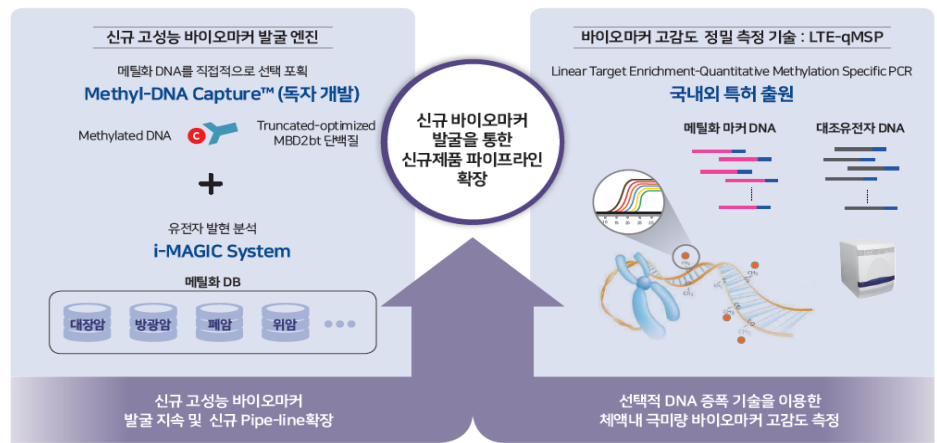 신규 고성능 바이오마커 발굴 엔진
메틸화 DNA를 직접적으로 선택 포획
Methyl-DNA Capture™ (독자 개발)
Methylated DNA
C
Truncated-optimized
MBD2bt 단백질
+
유전자 발현 분석
i-MAGIC System
메틸화 DB
대장암
방광암
폐암
위암
신규 고성능 바이오마커
발굴 지속 및 신규 Pipe-line확장
신규 바이오마커
발굴을 통한
신규제품 파이프라인
확장
바이오마커 고감도 정밀 측정 기술 : LTE-qMSP
Linear Target Enrichment-Quantitative Methylation Specific PCR
국내외 특허 출원
메틸화 마커 DNA
대조유전자 DNA
선택적 DNA 증폭 기술을 이용한
체액내 극미량 바이오마커 고감도 측정